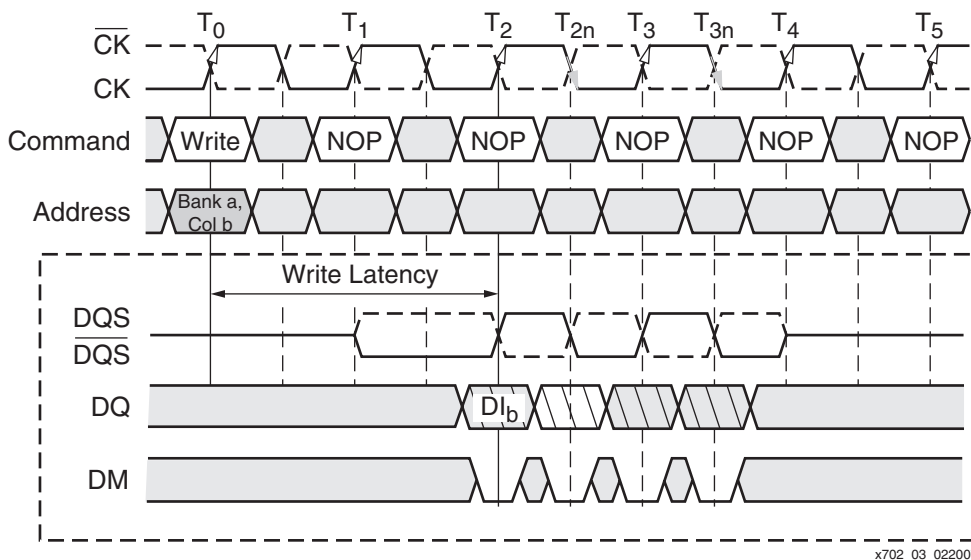 T0 T1 T2 T2n T3 T3n T4 T5
CK
CK
Command Write NOP NOP NOP NOP NOP
Address Bank a,
Col b
Write Latency
DQS
DQS
DQ DIb
DM
x702_03_02200